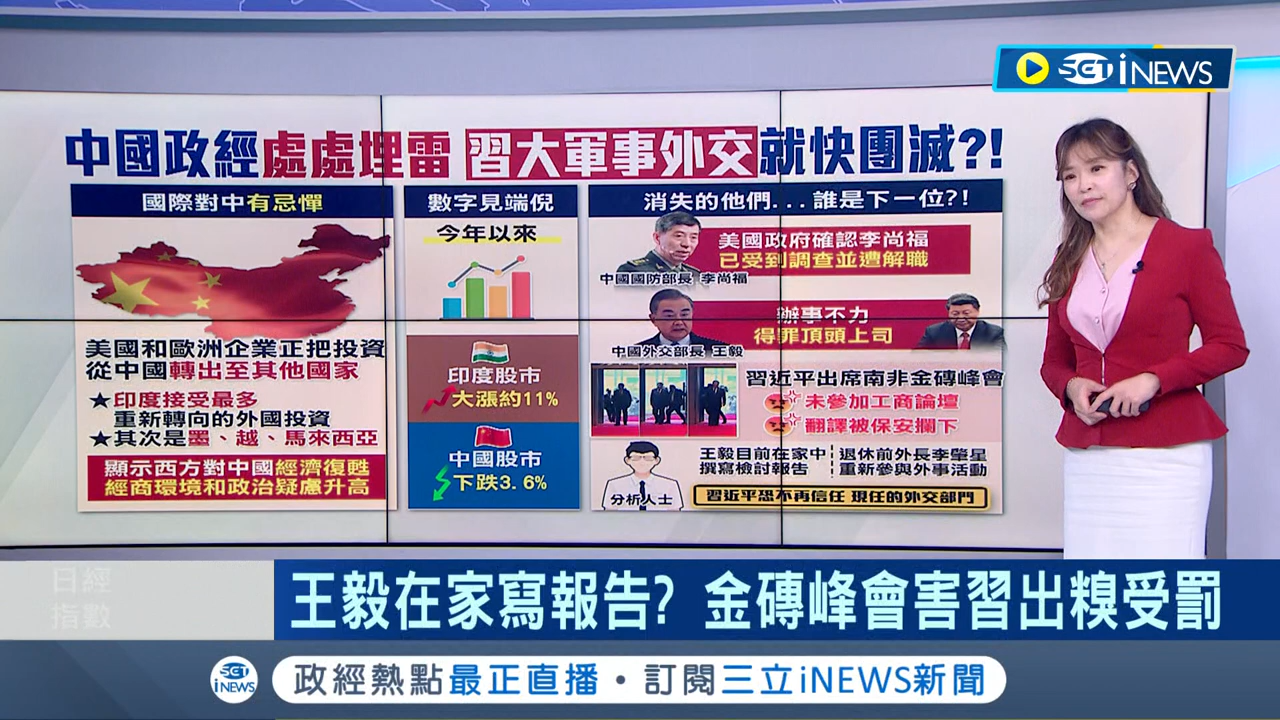 SET iNEWS
中國政經處處埋雷 習大軍事外交就快團滅?!
國際對中有忌憚
美國和歐洲企業正把投資
從中國轉出至其他國家
★印度接受最多
重新轉向的外國投資
★其次是墨、越、馬來西亞
顯示西方對中國經濟復甦
經商環境和政治疑慮升高
數字見端倪
今年以來
印度股市
大漲約11%
中國股市
下跌3.6%
消失的他們...誰是下一位?!
美國政府確認李尚福
已受到調查並遭解職
中國國防部長 李尚福
辦事不力
得罪頂頭上司
中國外交部長 王毅
習近平出席南非金磚峰會
未參加工商論壇
翻譯被保安攔下
王毅目前在家中
撰寫檢討報告
退休前外長李肇星
重新參與外事活動
分析人士
習近平恐不再信任 現任的外交部門
日經
指數
王毅在家寫報告? 金磚峰會害習出糗受罰
SET iNEWS
政經熱點最正直播·訂閱三立iNEWS新聞